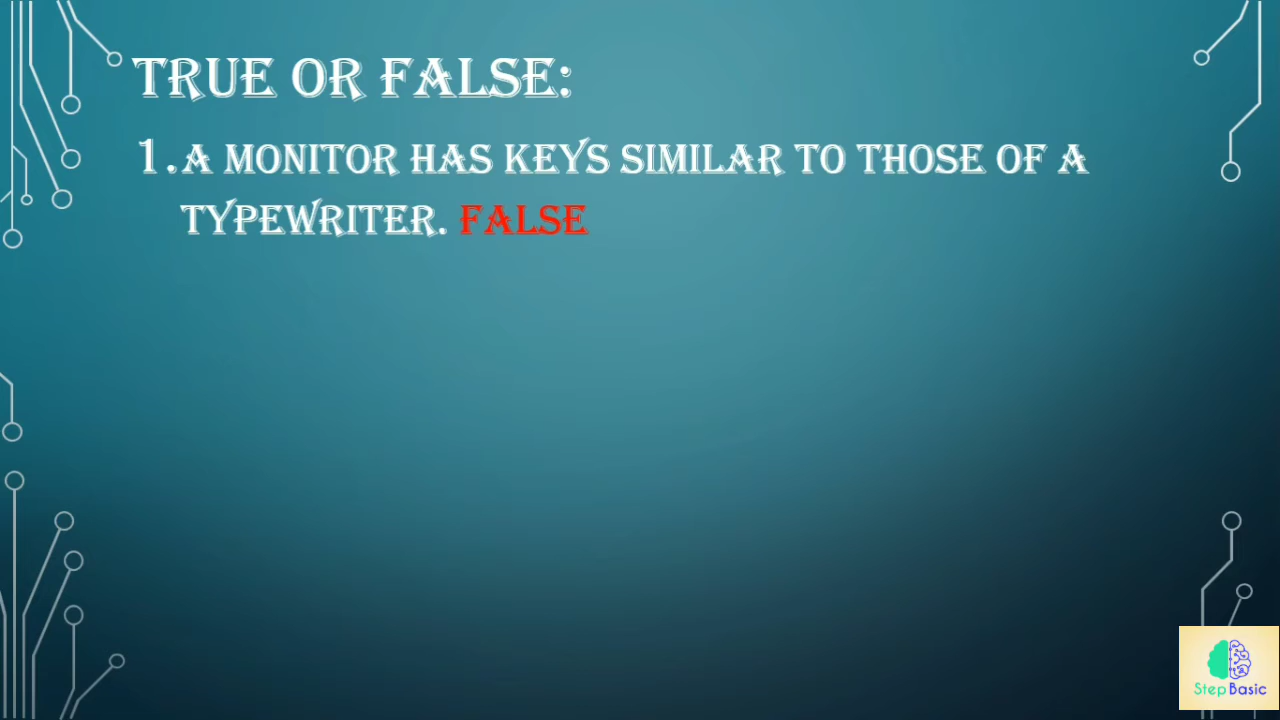 TRUE OR FALSE:
1. A MONITOR HAS KEYS SIMILAR TO THOSE OF A
TYPEWRITER. FALSE
Step Basic